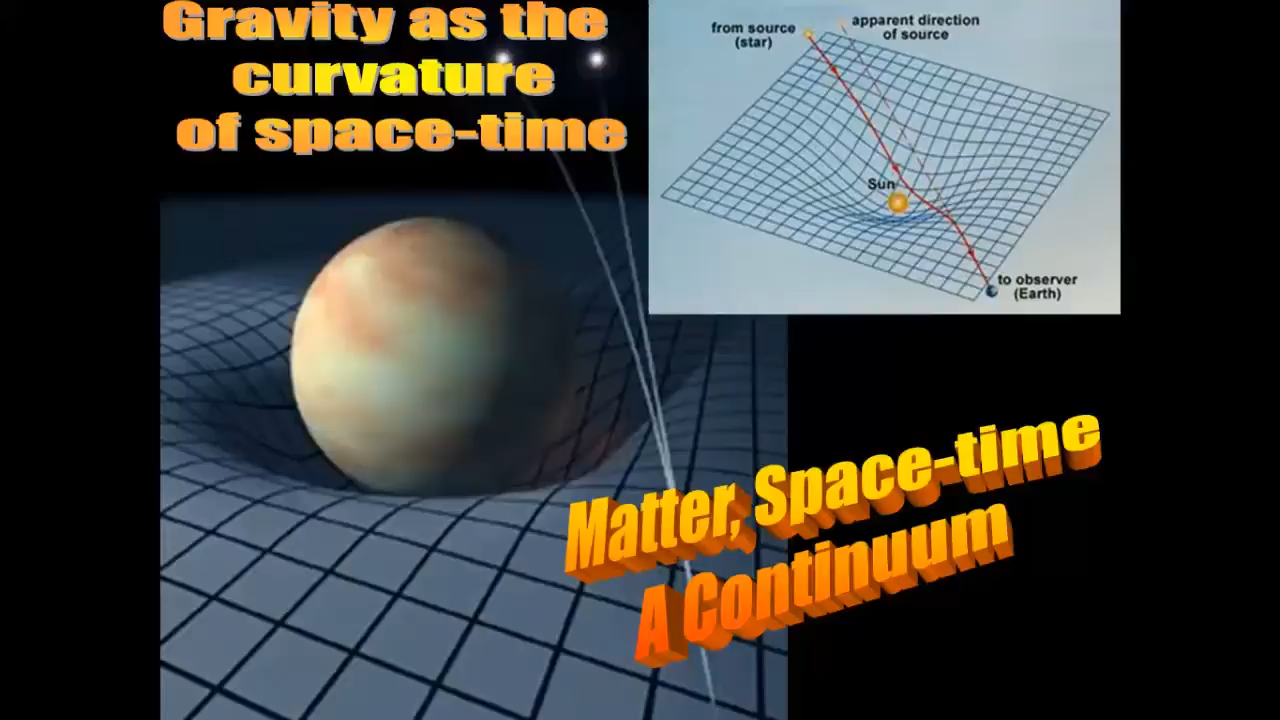 Gravity as the
curvature
of space-time
from source
(star)
apparent direction
of source
Sun
to observer
(Earth)
Matter, Space-time
A Continuum